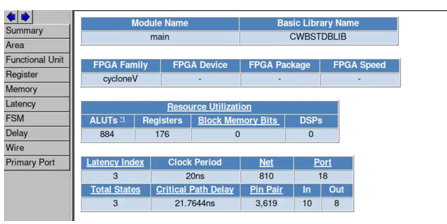 Summary
Area
Functional Unit
Register
Memory
Latency
FSM
Delay
Wire
Primary Port
Module Name Basic Library Name
main CWBSTDBLIB
FPGA Family FPGA Device FPGA Package FPGA Speed
cycloneV - - -
Resource Utilization
ALUTs *1 Registers Block Memory Bits DSPs
884 176 0 0
Latency Index Clock Period Net Port
3 20ns 810 18
Total States Critical Path Delay Pin Pair In Out
3 21.7644ns 3,619 10 8